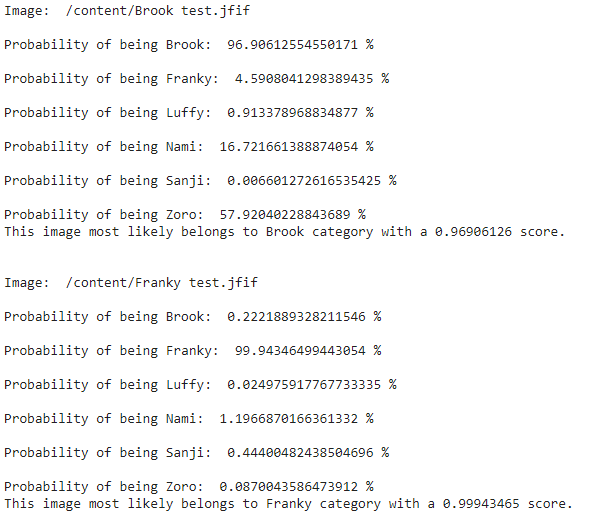 Image:  /content/Brook test.jfif
Probability of being Brook:  96.90612554550171 %
Probability of being Franky:  4.5908041298389435 %
Probability of being Luffy:  0.913378968834877 %
Probability of being Nami:  16.721661388874054 %
Probability of being Sanji:  0.006601272616535425 %
Probability of being Zoro:  57.92040228843689 %
This image most likely belongs to Brook category with a 0.96906126 score.
Image:  /content/Franky test.jfif
Probability of being Brook:  0.2221889328211546 %
Probability of being Franky:  99.94346499443054 %
Probability of being Luffy:  0.024975917767733335 %
Probability of being Nami:  1.1966870166361332 %
Probability of being Sanji:  0.44400482438504696 %
Probability of being Zoro:  0.0870043586473912 %
This image most likely belongs to Franky category with a 0.99943465 score.